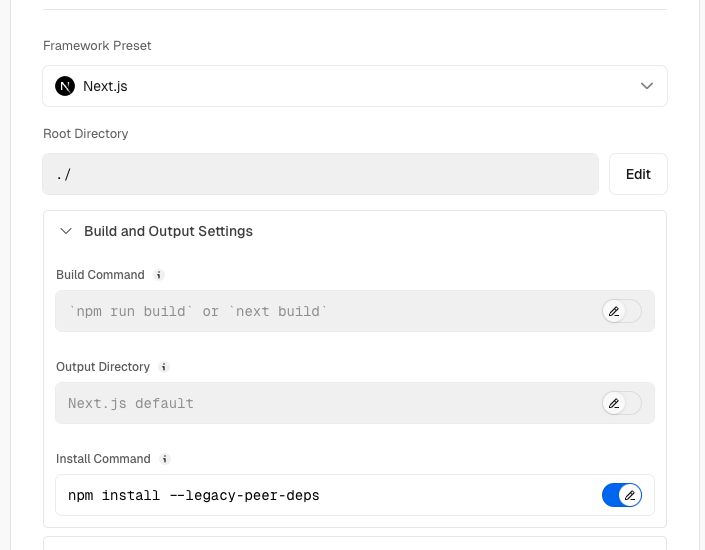 Framework Preset
Next.js
Root Directory
./
Edit
Build and Output Settings
Build Command
`npm run build` or `next build`
Output Directory
Next.js default
Install Command
npm install --legacy-peer-deps